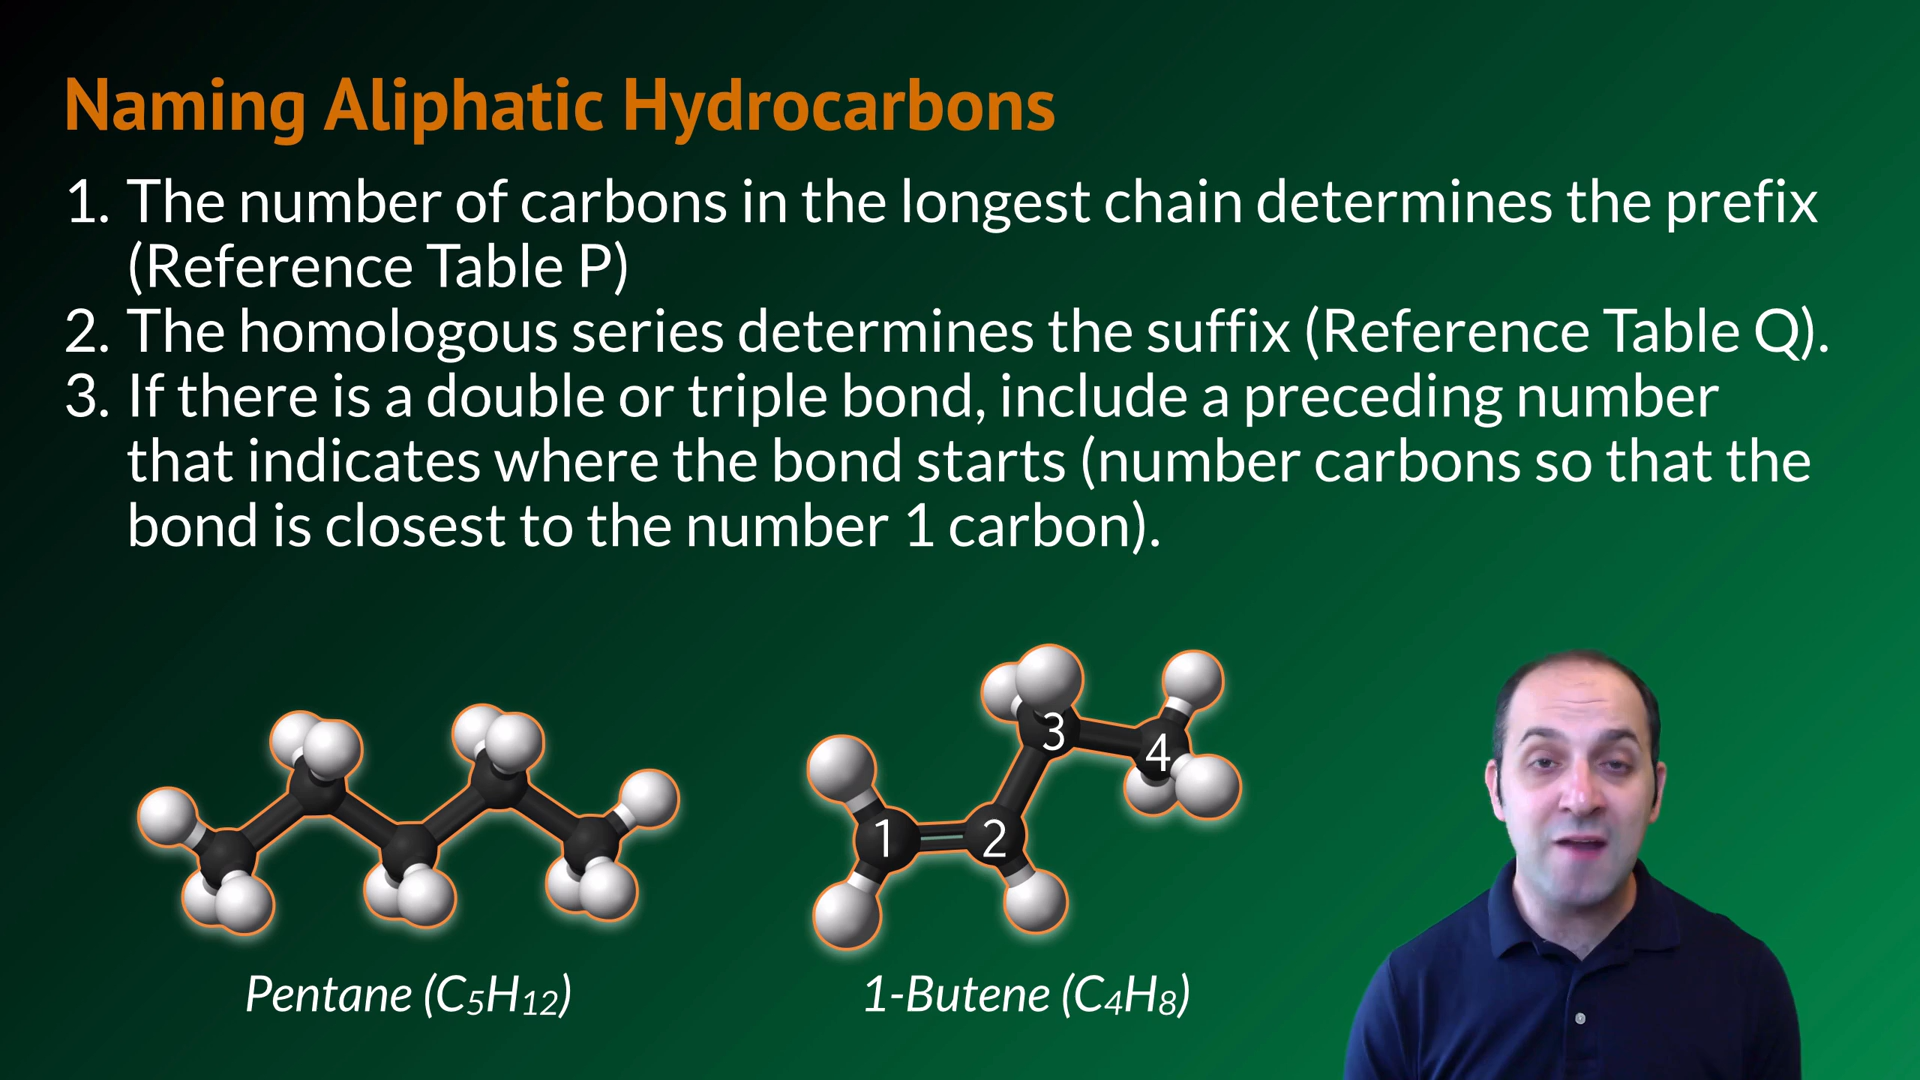 Naming Aliphatic Hydrocarbons
1. The number of carbons in the longest chain determines the prefix
(Reference Table P)
2. The homologous series determines the suffix (Reference Table Q).
3. If there is a double or triple bond, include a preceding number
that indicates where the bond starts (number carbons so that the
bond is closest to the number 1 carbon).
3
4
1
2
Pentane (C₅H₁₂)
1-Butene (C₄H₈)